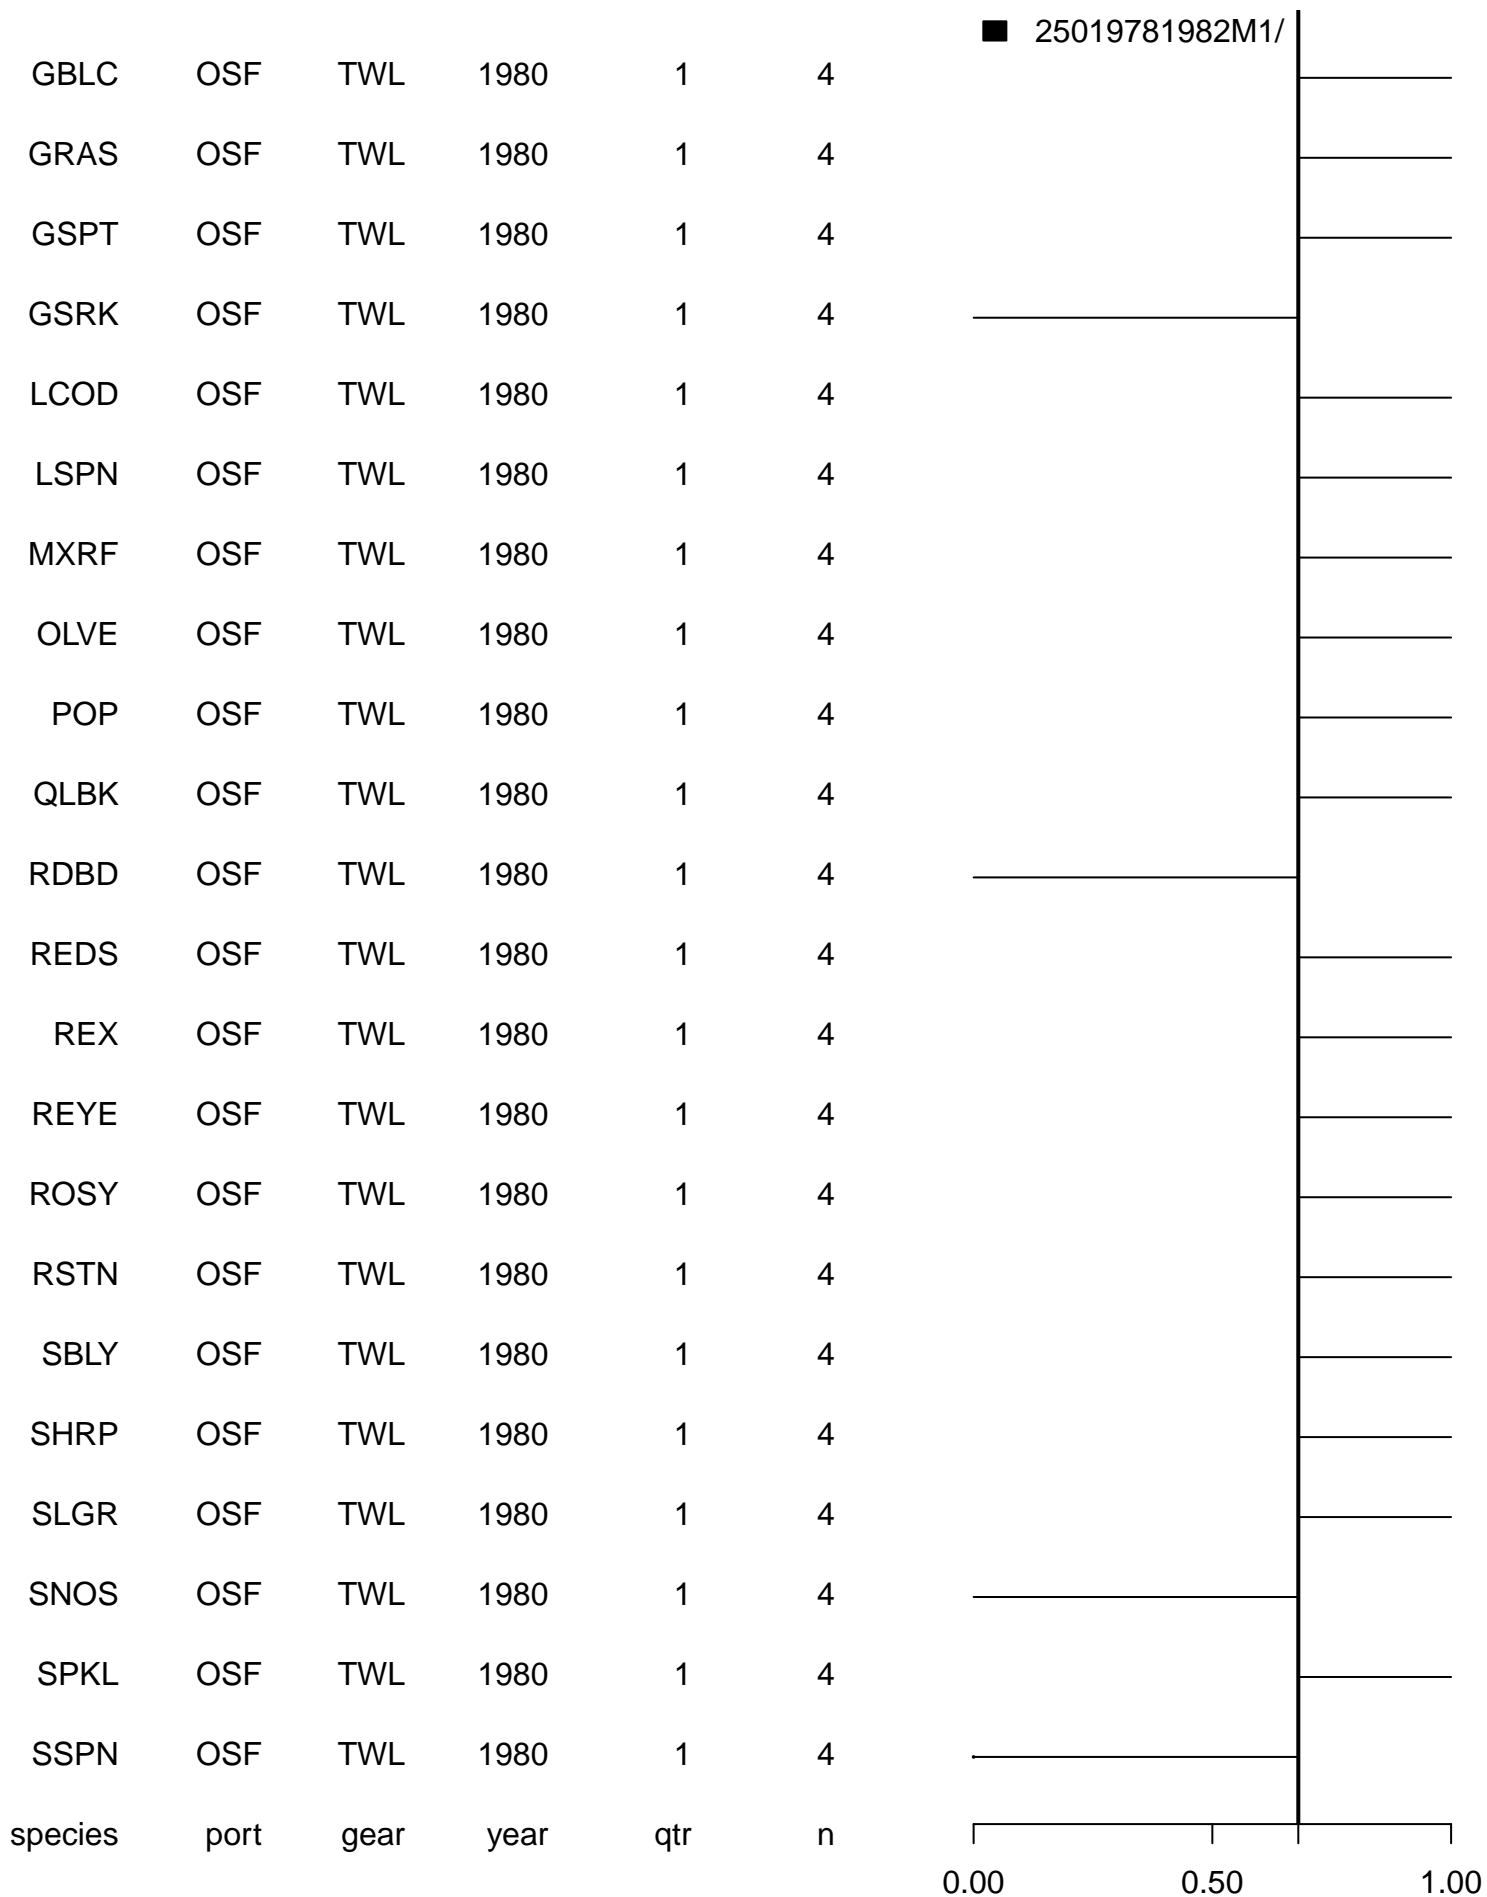 25019781982M1/
GBLC OSF TWL 1980 1 4
GRAS OSF TWL 1980 1 4
GSPT OSF TWL 1980 1 4
GSRK OSF TWL 1980 1 4
LCOD OSF TWL 1980 1 4
LSPN OSF TWL 1980 1 4
MXRF OSF TWL 1980 1 4
OLVE OSF TWL 1980 1 4
POP OSF TWL 1980 1 4
QLBK OSF TWL 1980 1 4
RDBD OSF TWL 1980 1 4
REDS OSF TWL 1980 1 4
REX OSF TWL 1980 1 4
REYE OSF TWL 1980 1 4
ROSY OSF TWL 1980 1 4
RSTN OSF TWL 1980 1 4
SBLY OSF TWL 1980 1 4
SHRP OSF TWL 1980 1 4
SLGR OSF TWL 1980 1 4
SNOS OSF TWL 1980 1 4
SPKL OSF TWL 1980 1 4
SSPN OSF TWL 1980 1 4
species port gear year qtr n
0.00 0.50 1.00